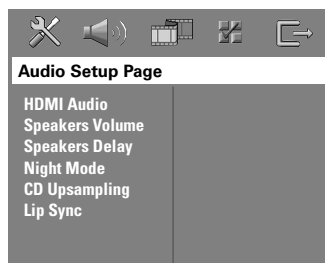 Audio Setup Page
HDMI Audio
Speakers Volume
Speakers Delay
Night Mode
CD Upsampling
Lip Sync